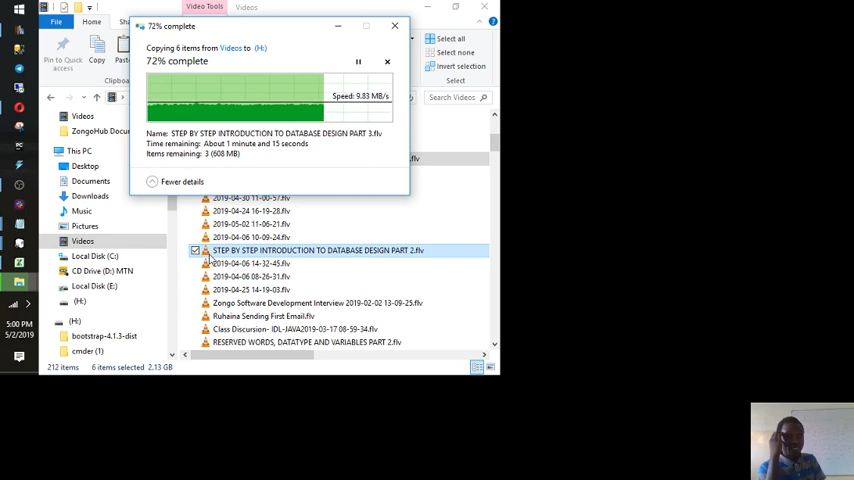 72% complete
Video Tools
Videos
File
Home
Sha
Pin to Quick
access
Copy
Paste
Clipboar
Copying 6 items from Videos to (H:)
72% complete
Speed: 9.83 MB/s
Name: STEP BY STEP INTRODUCTION TO DATABASE DESIGN PART 3.flv
Time remaining: About 1 minute and 15 seconds
Items remaining: 3 (608 MB)
Fewer details
Select all
Select none
Invert selection
Select
Search Videos
Videos
ZongoHub Docu
This PC
Desktop
Documents
Downloads
Music
Pictures
Videos
Local Disk (C:)
CD Drive (D:) MTN
Local Disk (E:)
(H:)
(H:)
bootstrap-4.1.3-dist
cmder (1)
.flv
2019-04-30 11-00-57.flv
2019-04-24 16-19-28.flv
2019-05-02 11-06-21.flv
2019-04-06 10-09-24.flv
STEP BY STEP INTRODUCTION TO DATABASE DESIGN PART 2.flv
2019-04-06 14-32-45.flv
2019-04-06 08-26-31.flv
2019-04-25 14-19-03.flv
Zongo Software Development Interview 2019-02-02 13-09-25.flv
Ruhaina Sending First Email.flv
Class Discursion- IDL-JAVA2019-03-17 08-59-34.flv
RESERVED WORDS, DATATYPE AND VARIABLES PART 2.flv
212 items
6 items selected 2.13 GB
5:00 PM
5/2/2019